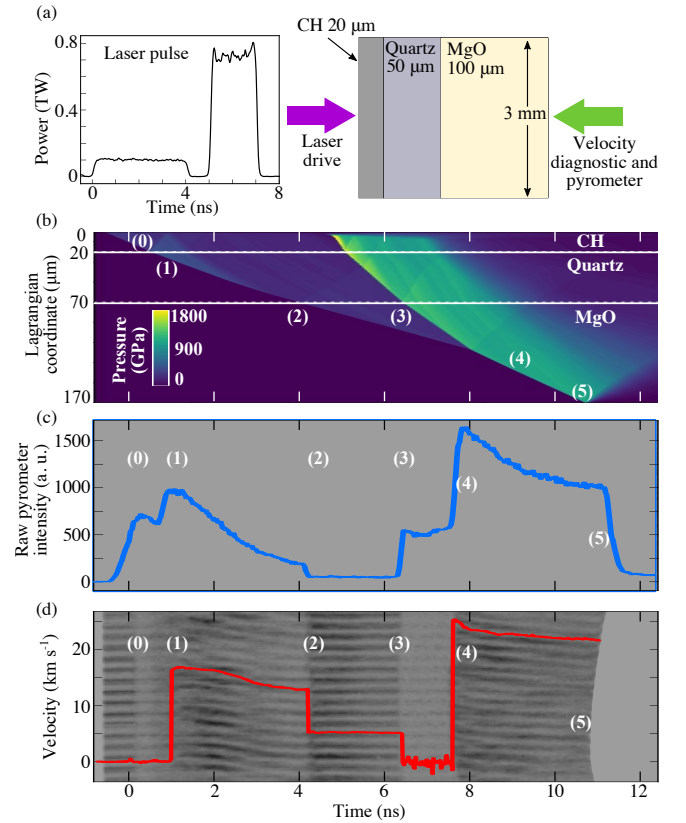 (a)
CH 20 μm
0.8
Laser pulse
Quartz
50 μm
MgO
100 μm
Power (TW)
0.4
0
0
4
8
Time (ns)
Laser
drive
3 mm
Velocity
diagnostic and
pyrometer
(b)
Lagrangian
coordinate (μm)
0
20
70
170
(0)
(1)
(2)
(3)
(4)
(5)
CH
Quartz
MgO
Pressure
(GPa)
1800
900
0
(c)
Raw pyrometer
intensity (a. u.)
1500
1000
500
0
(0)
(1)
(2)
(3)
(4)
(5)
(d)
Velocity (km s⁻¹)
20
10
0
(0)
(1)
(2)
(3)
(4)
(5)
0
2
4
6
8
10
12
Time (ns)